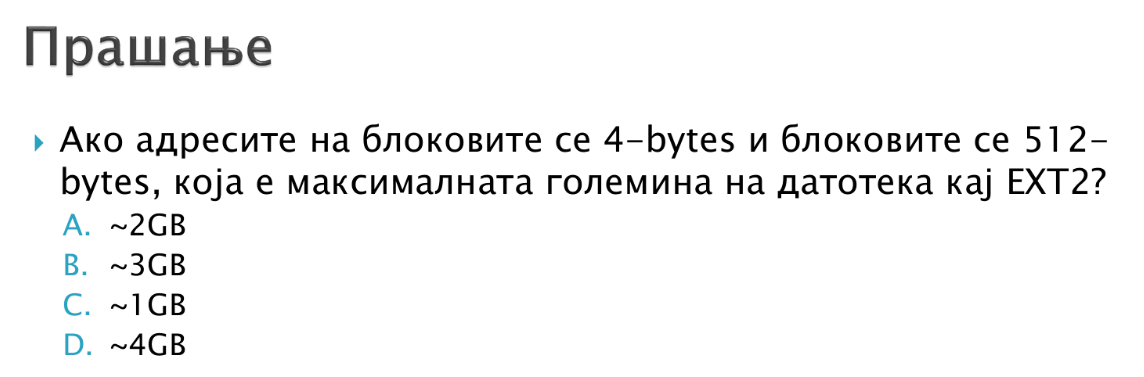 Прашање
Ако адресите на блоковите се 4-bytes и блоковите се 512-
bytes, која е максималната големина на датотека кај EXT2?
A. ~2GB
B. ~3GB
C. ~1GB
D. ~4GB